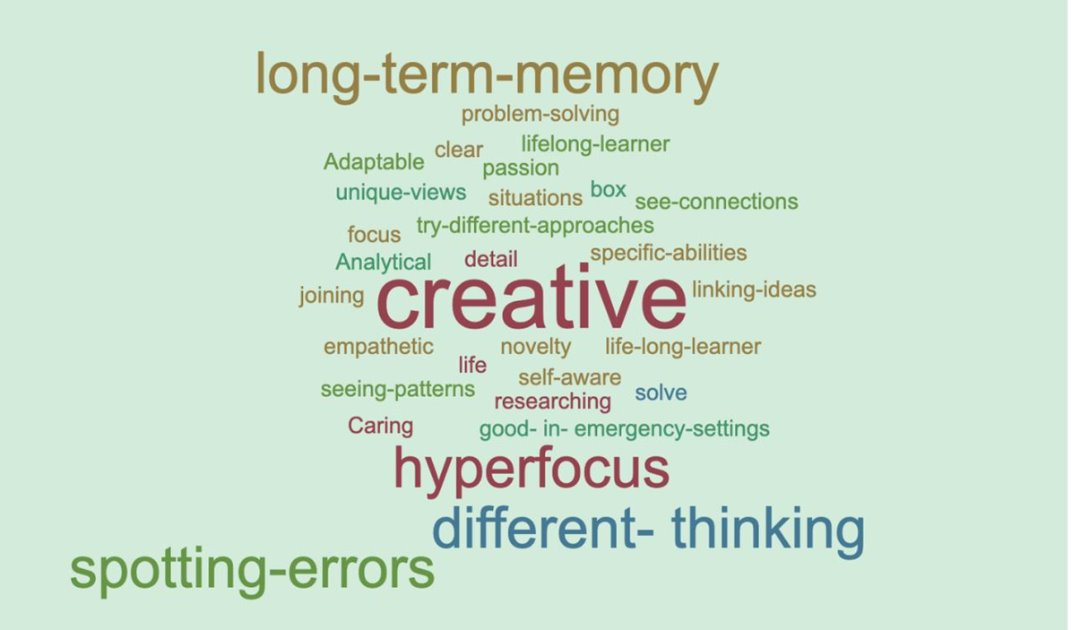 long-term-memory
problem-solving
clear
lifelong-learner
Adaptable
passion
unique-views
situations
box
see-connections
try-different-approaches
focus
specific-abilities
Analytical
detail
joining
creative
linking-ideas
empathetic
novelty
life-long-learner
life
self-aware
seeing-patterns
researching
solve
Caring
good- in- emergency-settings
hyperfocus
different- thinking
spotting-errors